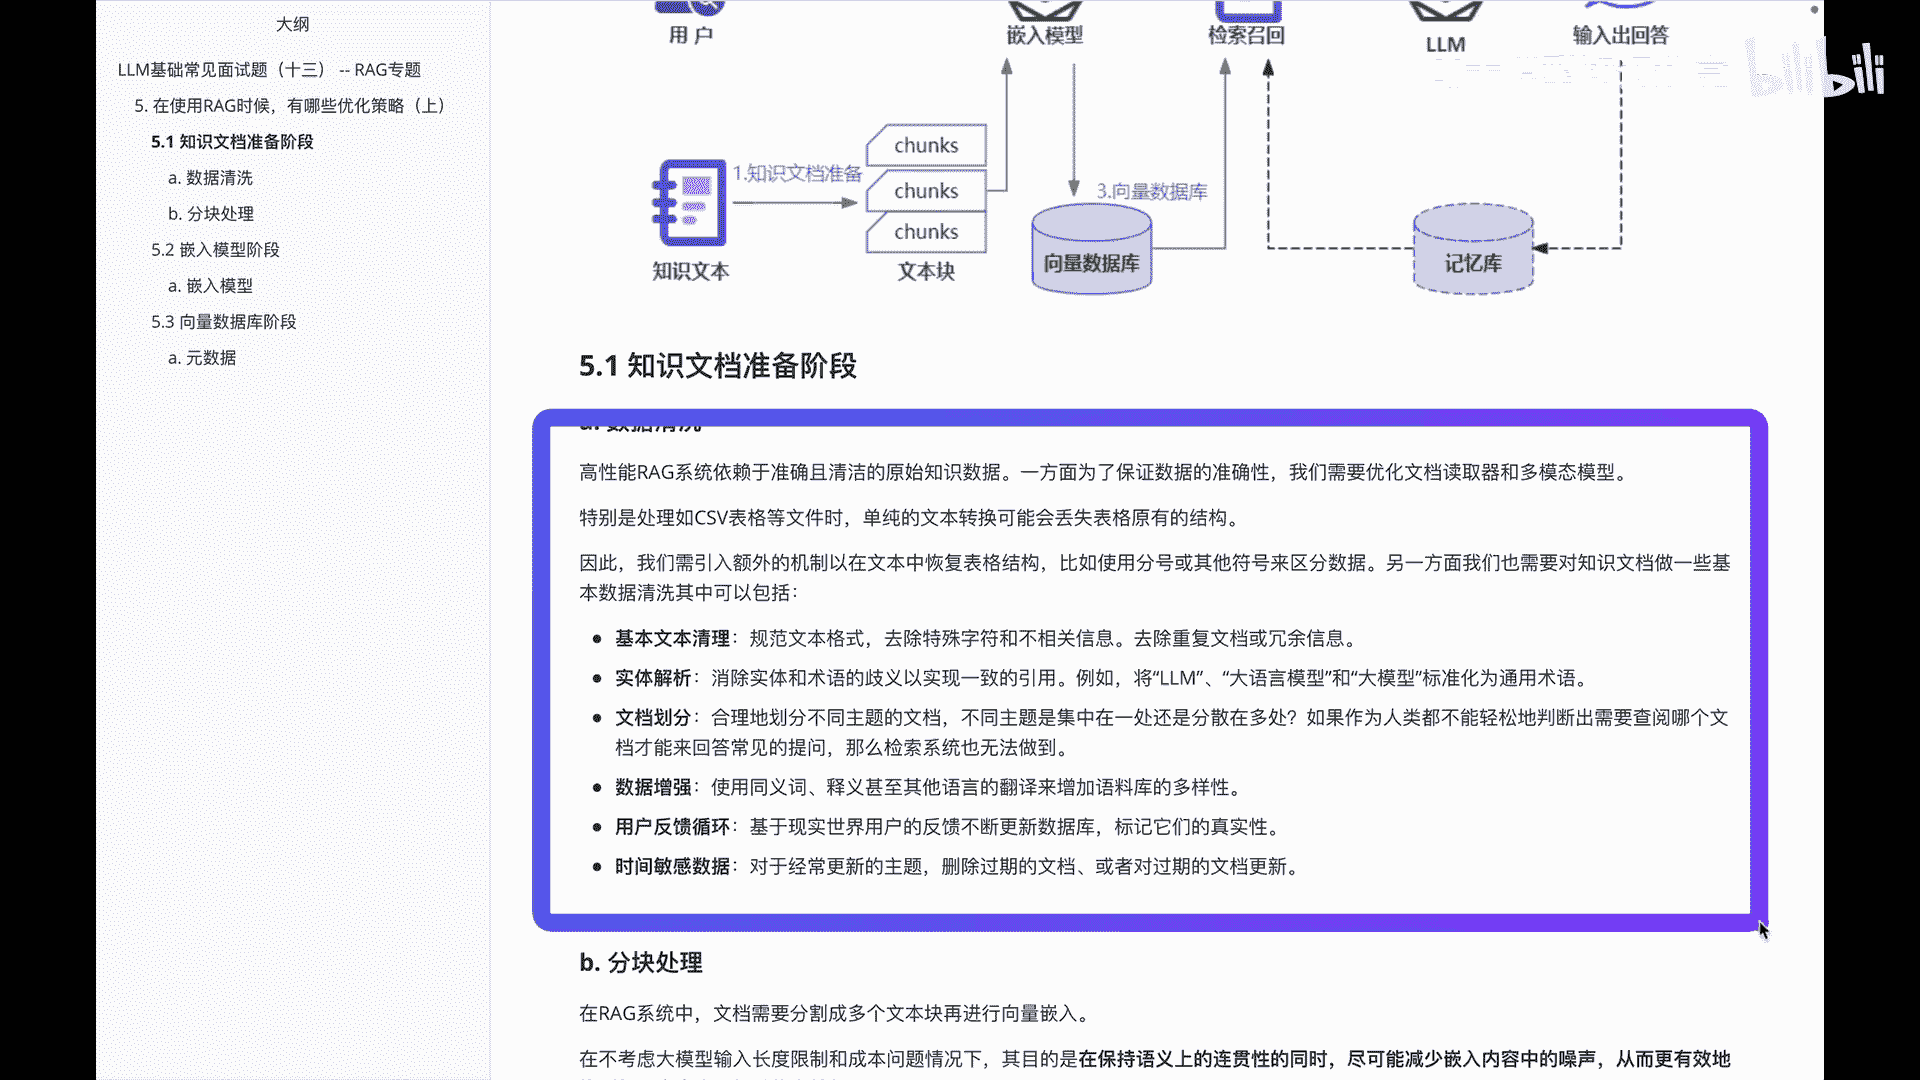 大纲
LLM基础常见面试题（十三） -- RAG专题
5. 在使用RAG时候，有哪些优化策略（上）
5.1 知识文档准备阶段
a. 数据清洗
b. 分块处理
5.2 嵌入模型阶段
a. 嵌入模型
5.3 向量数据库阶段
a. 元数据
用 户
嵌入模型
检索召回
LLM
输入出回答
bilibili
chunks
1.知识文档准备
chunks
3.向量数据库
chunks
向量数据库
记忆库
知识文本
文本块
5.1 知识文档准备阶段
a. 数据清洗
高性能RAG系统依赖于准确且清洁的原始知识数据。一方面为了保证数据的准确性，我们需要优化文档读取器和多模态模型。
特别是处理如CSV表格等文件时，单纯的文本转换可能会丢失表格原有的结构。
因此，我们需引入额外的机制以在文本中恢复表格结构，比如使用分号或其他符号来区分数据。另一方面我们也需要对知识文档做一些基
本数据清洗其中可以包括：
• 基本文本清理：规范文本格式，去除特殊字符和不相关信息。去除重复文档或冗余信息。
• 实体解析：消除实体和术语的歧义以实现一致的引用。例如，将“LLM”、“大语言模型”和“大模型”标准化为通用术语。
• 文档划分：合理地划分不同主题的文档，不同主题是集中在一处还是分散在多处？如果作为人类都不能轻松地判断出需要查阅哪个文
档才能来回答常见的提问，那么检索系统也无法做到。
• 数据增强：使用同义词、释义甚至其他语言的翻译来增加语料库的多样性。
• 用户反馈循环：基于现实世界用户的反馈不断更新数据库，标记它们的真实性。
• 时间敏感数据：对于经常更新的主题，删除过期的文档、或者对过期的文档更新。
b. 分块处理
在RAG系统中，文档需要分割成多个文本块再进行向量嵌入。
在不考虑大模型输入长度限制和成本问题情况下，其目的是在保持语义上的连贯性的同时，尽可能减少嵌入内容中的噪声，从而更有效地